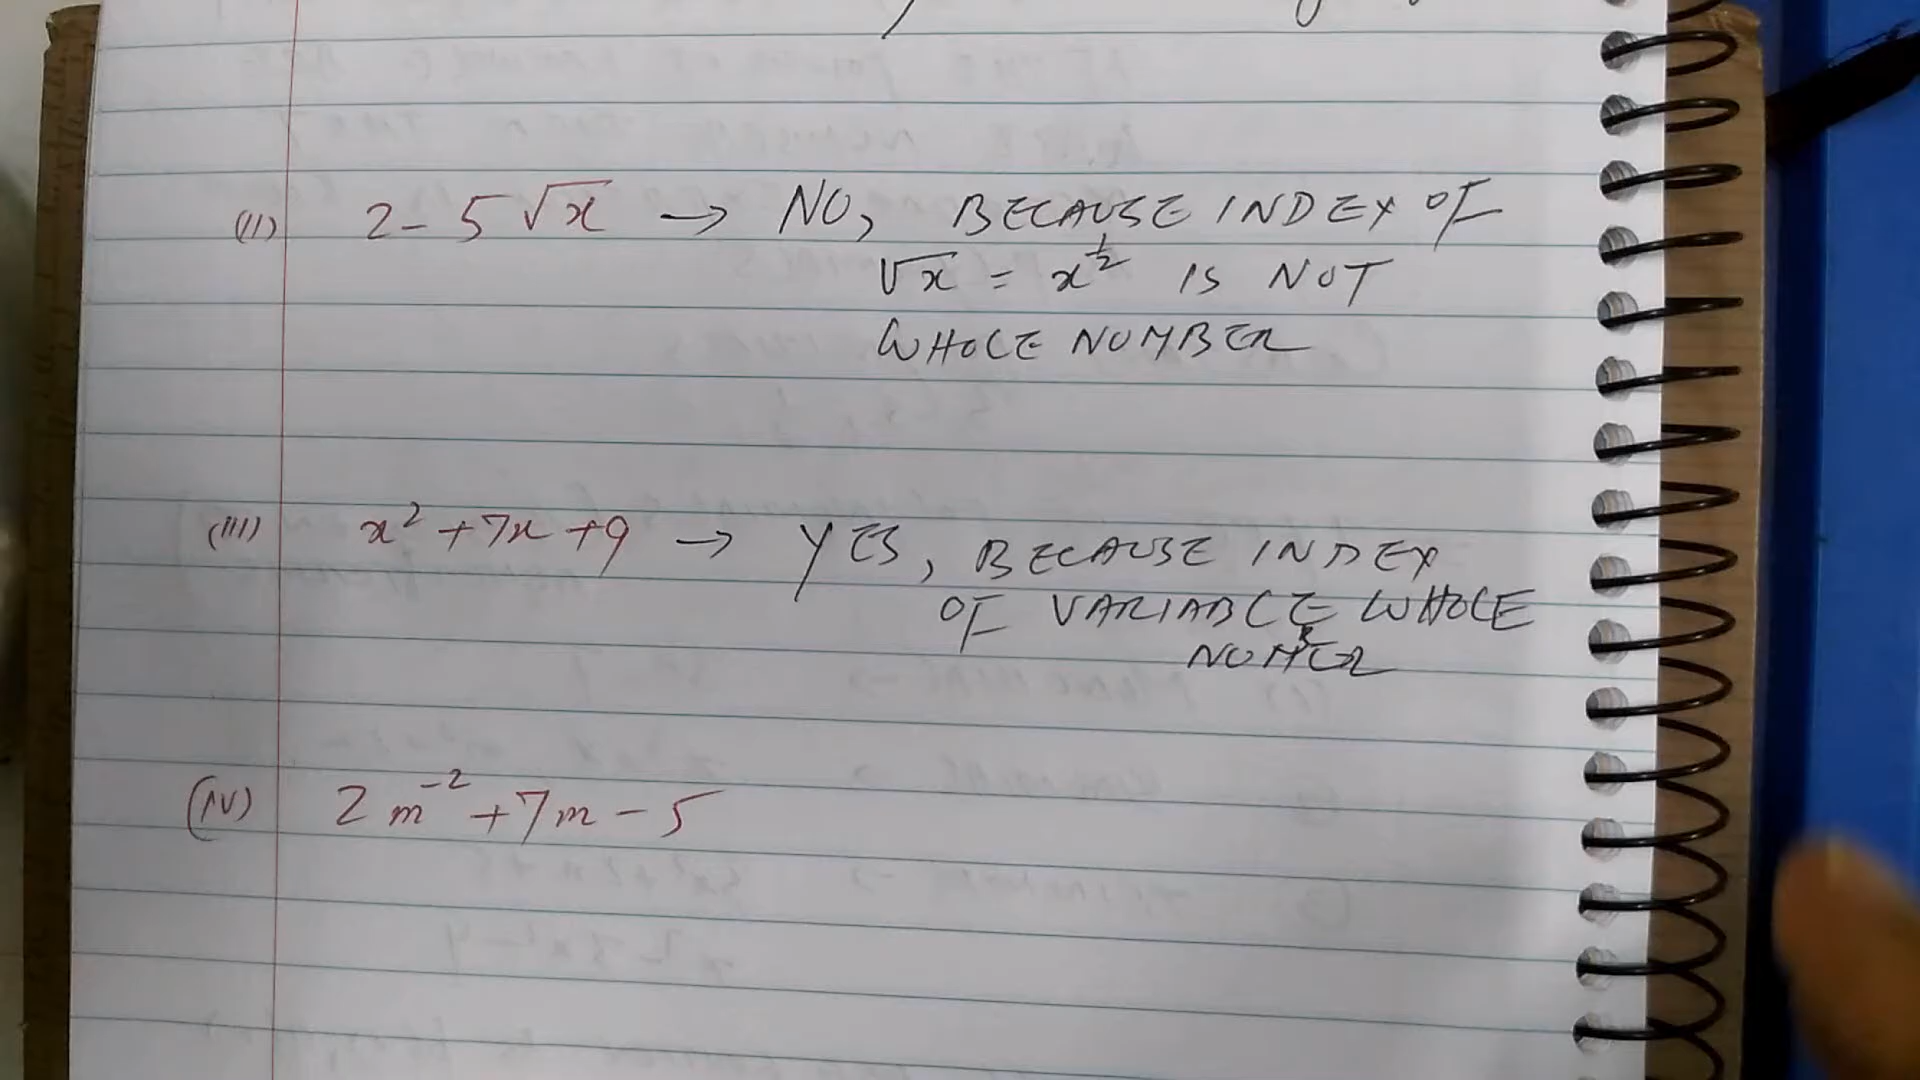 (II) 2 - 5√x → NO, BECAUSE INDEX OF
√x = x^½ IS NOT
WHOLE NUMBER
(III) x² + 7x + 9 → YES, BECAUSE INDEX
OF VARIABLE WHOLE
NUMBER
(IV) 2m⁻² + 7m - 5